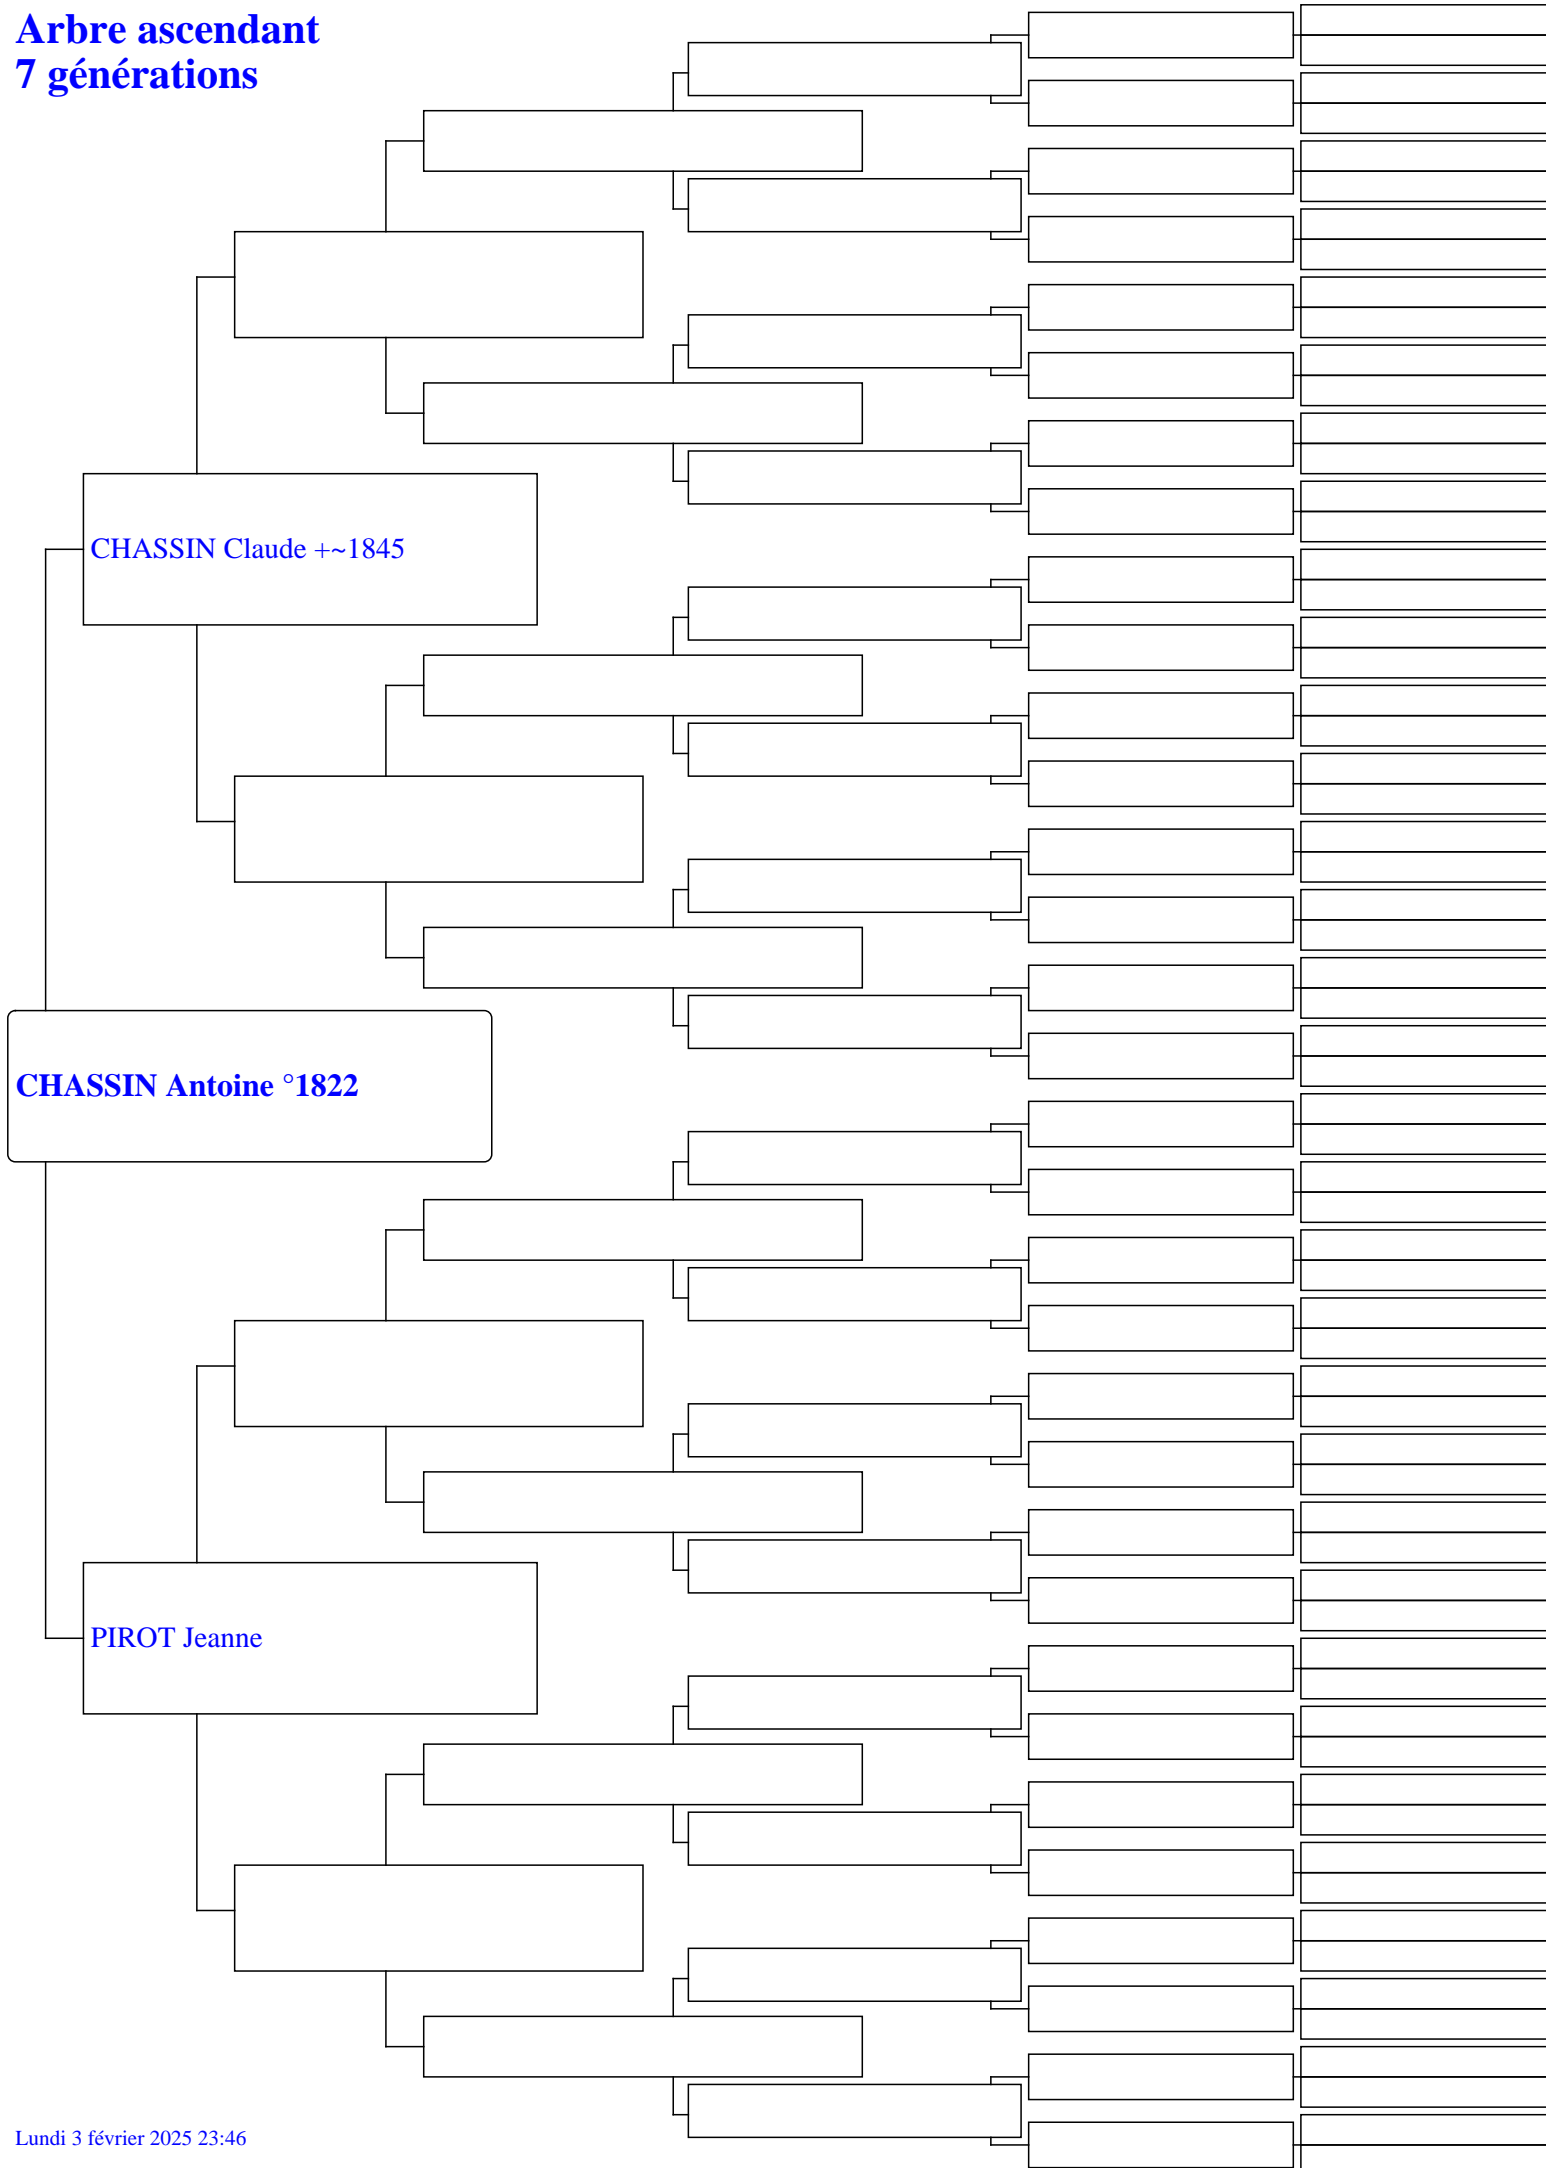 Arbre ascendant
7 générations
CHASSIN Claude +~1845
CHASSIN Antoine °1822
PIROT Jeanne
Lundi 3 février 2025 23:46